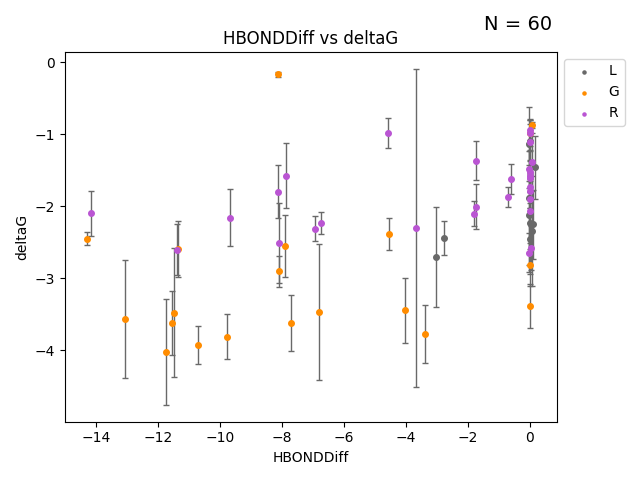 N = 60
HBONDDiff vs deltaG
L
G
R
0
−1
−2
−3
−4
deltaG
−14 −12 −10 −8 −6 −4 −2 0
HBONDDiff